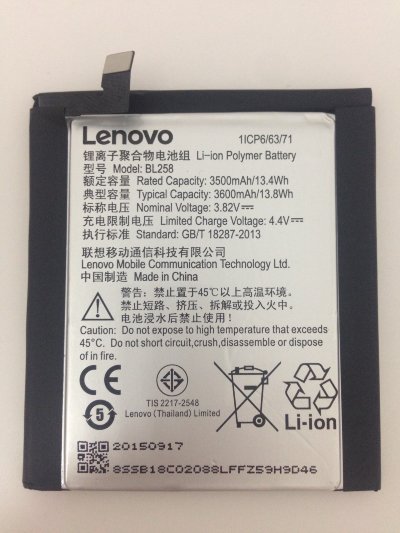 Lenovo
1ICP6/63/71
锂离子聚合物电池组 Li-ion Polymer Battery
型号 Model: BL258
额定容量 Rated Capacity: 3500mAh/13.4Wh
典型容量 Typical Capacity: 3600mAh/13.8Wh
标称电压 Nominal Voltage: 3.82V⎓
充电限制电压 Limited Charge Voltage: 4.4V⎓
执行标准 Standard: GB/T 18287-2013
联想移动通信科技有限公司
Lenovo Mobile Communication Technology Ltd.
中国制造 Made in China
警告: 禁止置于45℃以上高温环境。
禁止短路、挤压、拆解或投入火中。
电池浸水后禁止使用。
Caution: Do not expose to high temperature that exceeds
45°C. Do not short circuit,crush,disassemble or dispose
of in fire.
CE
5
TIS 2217-2548
Lenovo (Thailand) Limited
Li-ion
20150917
8SSB18C02088LFFZ59H9D46